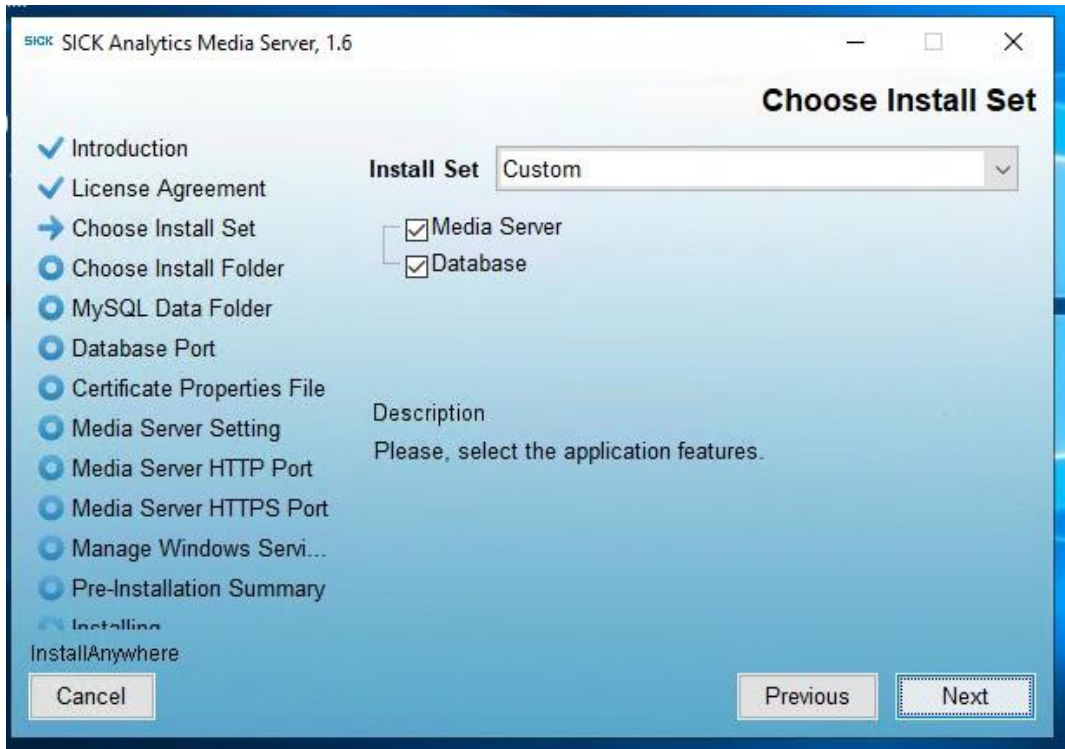 SICK SICK Analytics Media Server, 1.6
Choose Install Set
Introduction
License Agreement
Choose Install Set
Choose Install Folder
MySQL Data Folder
Database Port
Certificate Properties File
Media Server Setting
Media Server HTTP Port
Media Server HTTPS Port
Manage Windows Servi...
Pre-Installation Summary
Installing
Install Set Custom
Media Server
Database
Description
Please, select the application features.
InstallAnywhere
Cancel
Previous
Next